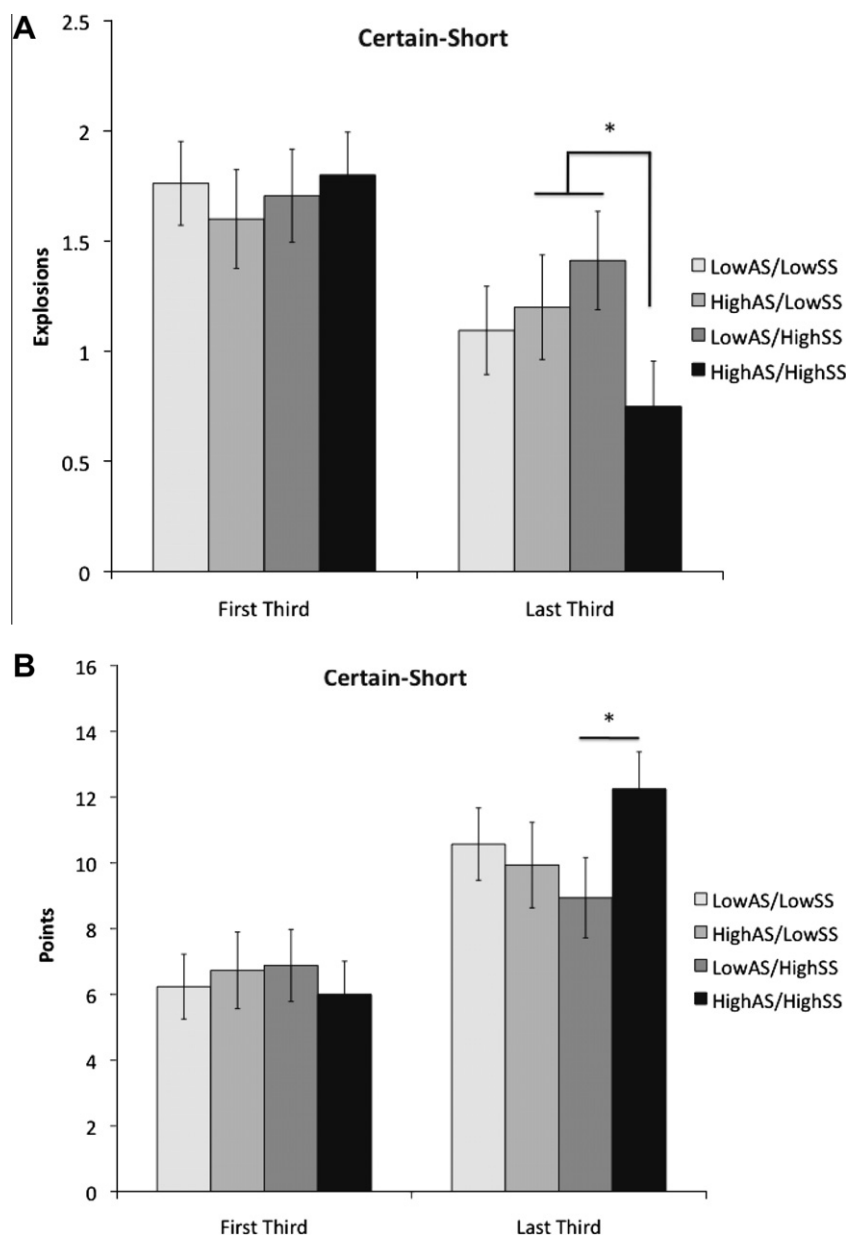 A
Certain-Short
2.5
2
1.5
1
0.5
0
Explosions
*
LowAS/LowSS
HighAS/LowSS
LowAS/HighSS
HighAS/HighSS
First Third
Last Third
B
Certain-Short
16
14
12
10
8
6
4
2
0
Points
*
LowAS/LowSS
HighAS/LowSS
LowAS/HighSS
HighAS/HighSS
First Third
Last Third